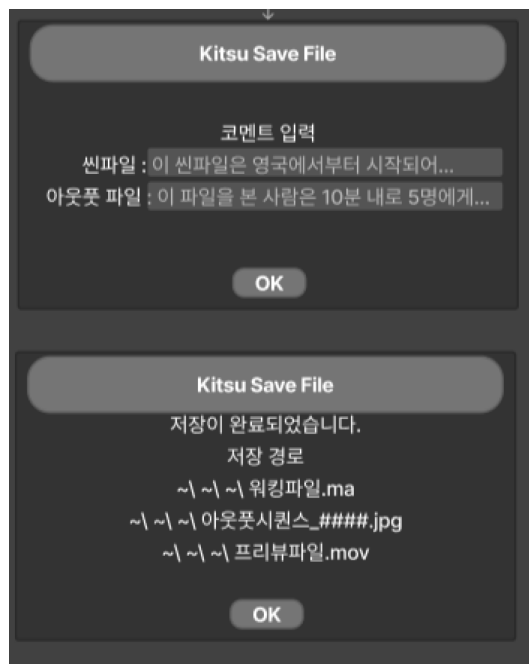 Kitsu Save File
코멘트 입력
씬파일 : 이 씬파일은 영국에서부터 시작되어...
아웃풋 파일 : 이 파일을 본 사람은 10분 내로 5명에게...
OK
Kitsu Save File
저장이 완료되었습니다.
저장 경로
~\ ~\ ~\ 워킹파일.ma
~\ ~\ ~\ 아웃풋시퀀스_####.jpg
~\ ~\ ~\ 프리뷰파일.mov
OK